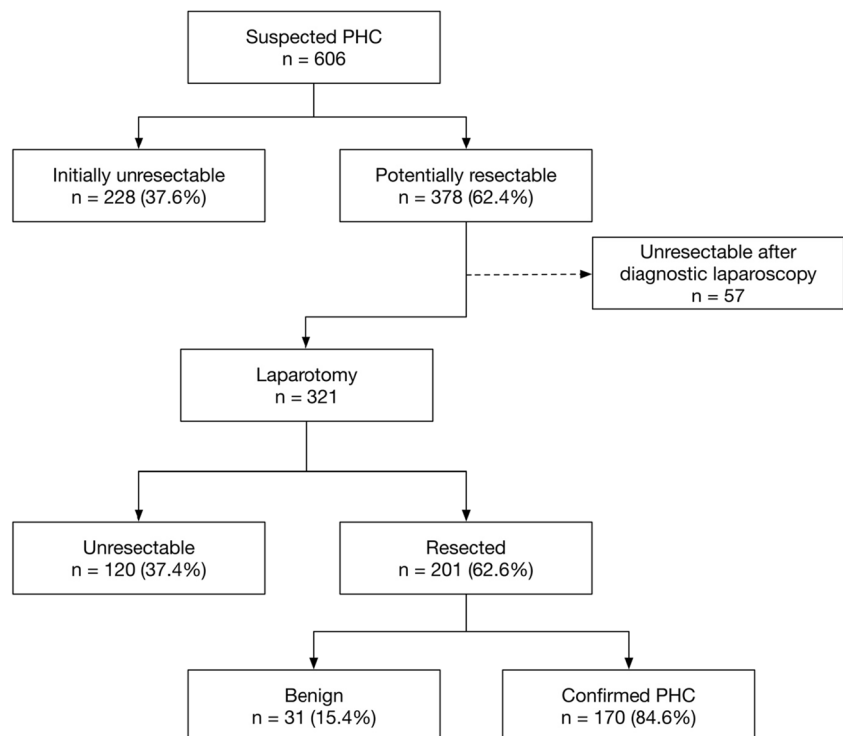 Suspected PHC
n = 606
Initially unresectable
n = 228 (37.6%)
Potentially resectable
n = 378 (62.4%)
Unresectable after
diagnostic laparoscopy
n = 57
Laparotomy
n = 321
Unresectable
n = 120 (37.4%)
Resected
n = 201 (62.6%)
Benign
n = 31 (15.4%)
Confirmed PHC
n = 170 (84.6%)